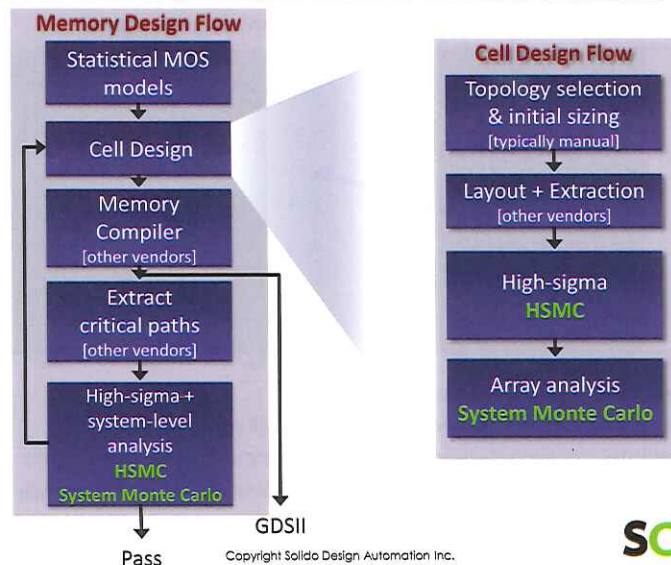 Memory Design Flow
Statistical MOS
models
Cell Design
Memory
Compiler
[other vendors]
Extract
critical paths
[other vendors]
High-sigma +
system-level
analysis
HSMC
System Monte Carlo
Pass
GDSII
Cell Design Flow
Topology selection
& initial sizing
[typically manual]
Layout + Extraction
[other vendors]
High-sigma
HSMC
Array analysis
System Monte Carlo
Copyright Solido Design Automation Inc.